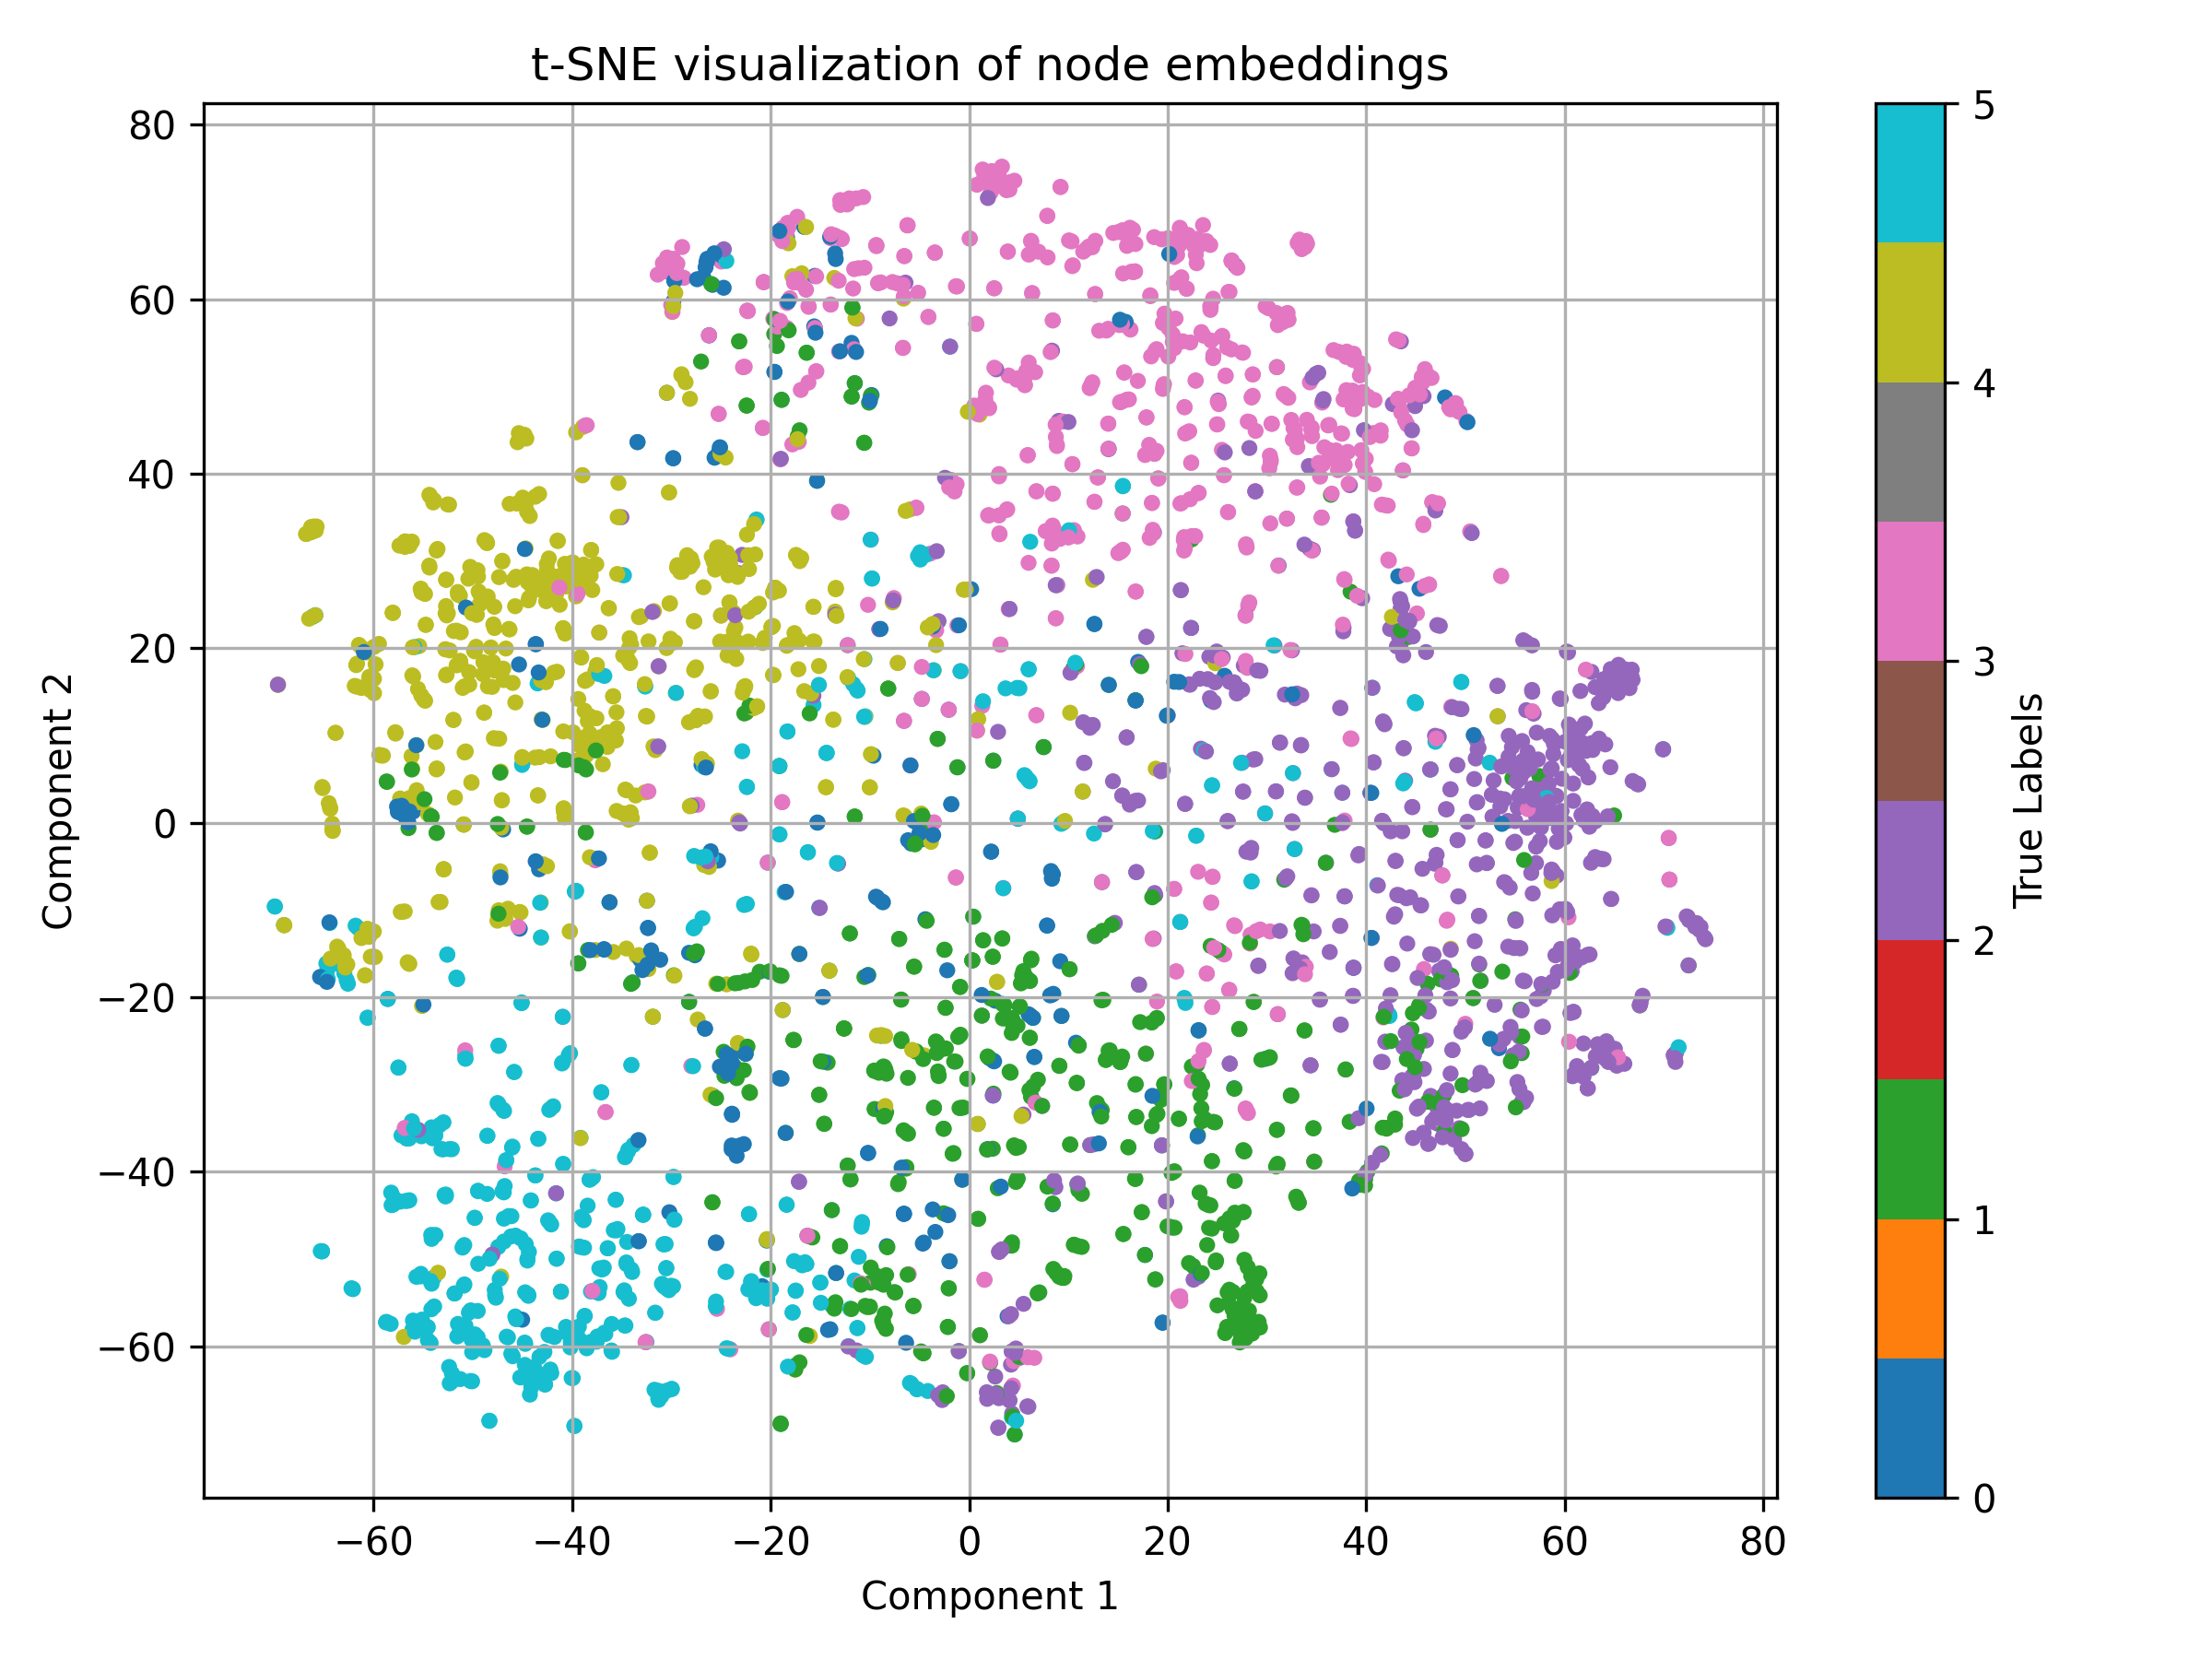 t-SNE visualization of node embeddings
80
60
40
20
0
−20
−40
−60
Component 2
−60 −40 −20 0 20 40 60 80
Component 1
5
4
3
2
1
0
True Labels